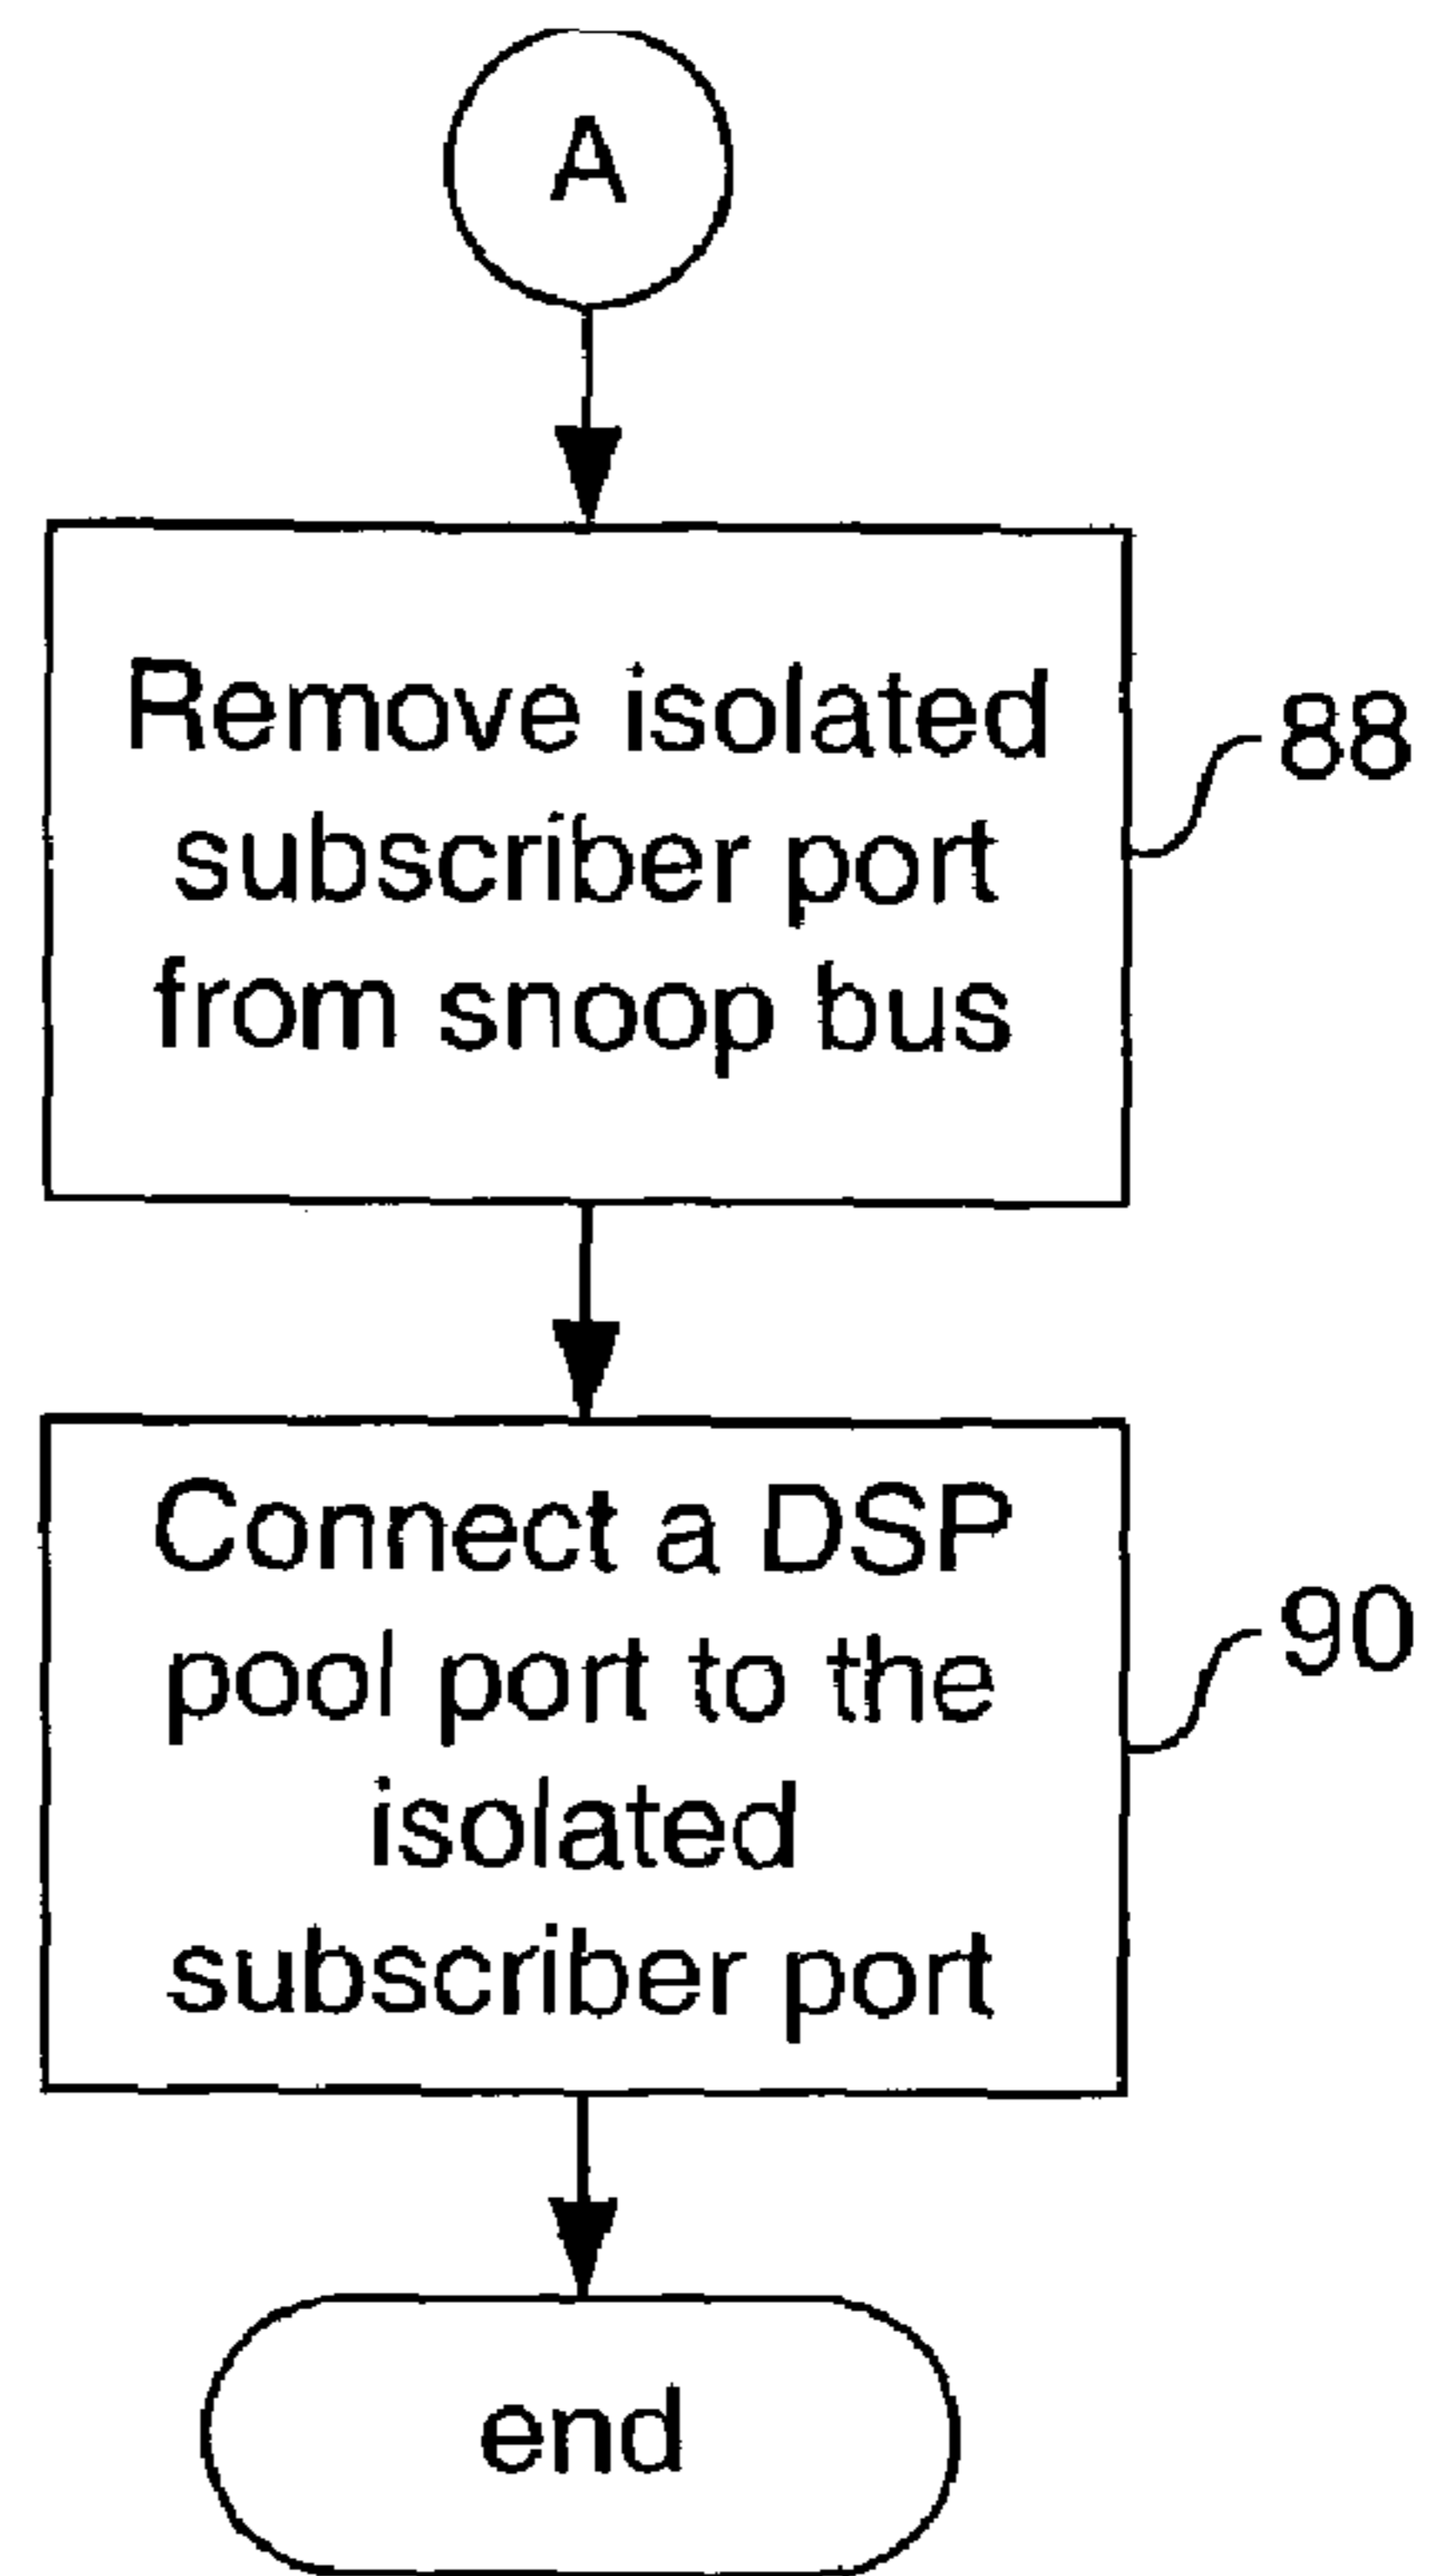 A
Remove isolated
subscriber port
from snoop bus
88
Connect a DSP
pool port to the
isolated
subscriber port
90
end